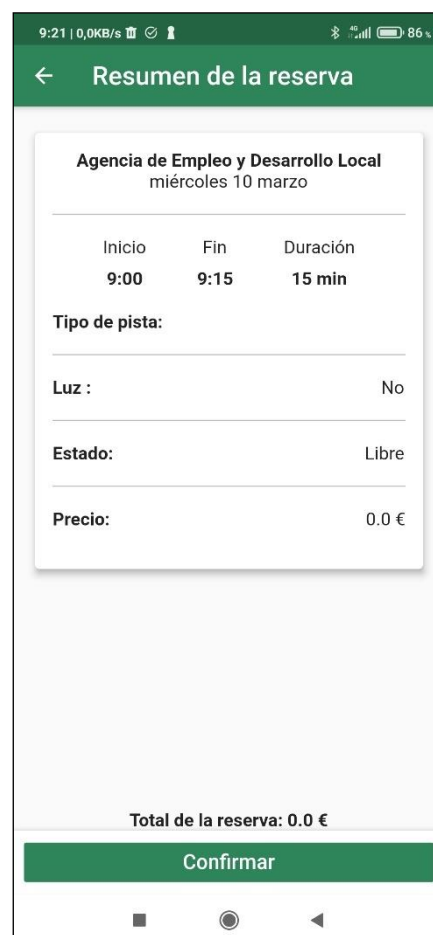 9:21 | 0,0KB/s
4G 86 %
Resumen de la reserva
Agencia de Empleo y Desarrollo Local
miércoles 10 marzo
Inicio Fin Duración
9:00 9:15 15 min
Tipo de pista:
Luz : No
Estado: Libre
Precio: 0.0 €
Total de la reserva: 0.0 €
Confirmar